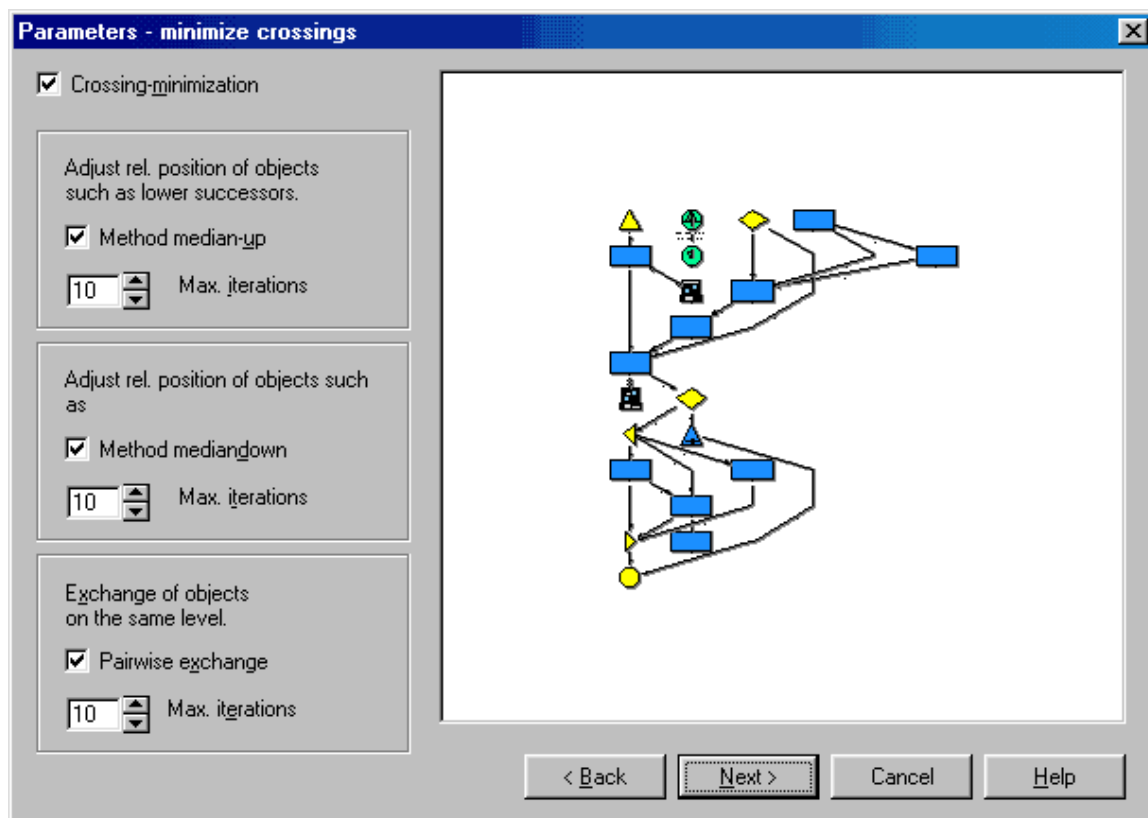 Parameters - minimize crossings
Crossing-minimization
Adjust rel. position of objects
such as lower successors.
Method median-up
10 Max. iterations
Adjust rel. position of objects such
as
Method mediandown
10 Max. iterations
Exchange of objects
on the same level.
Pairwise exchange
10 Max. iterations
< Back Next > Cancel Help